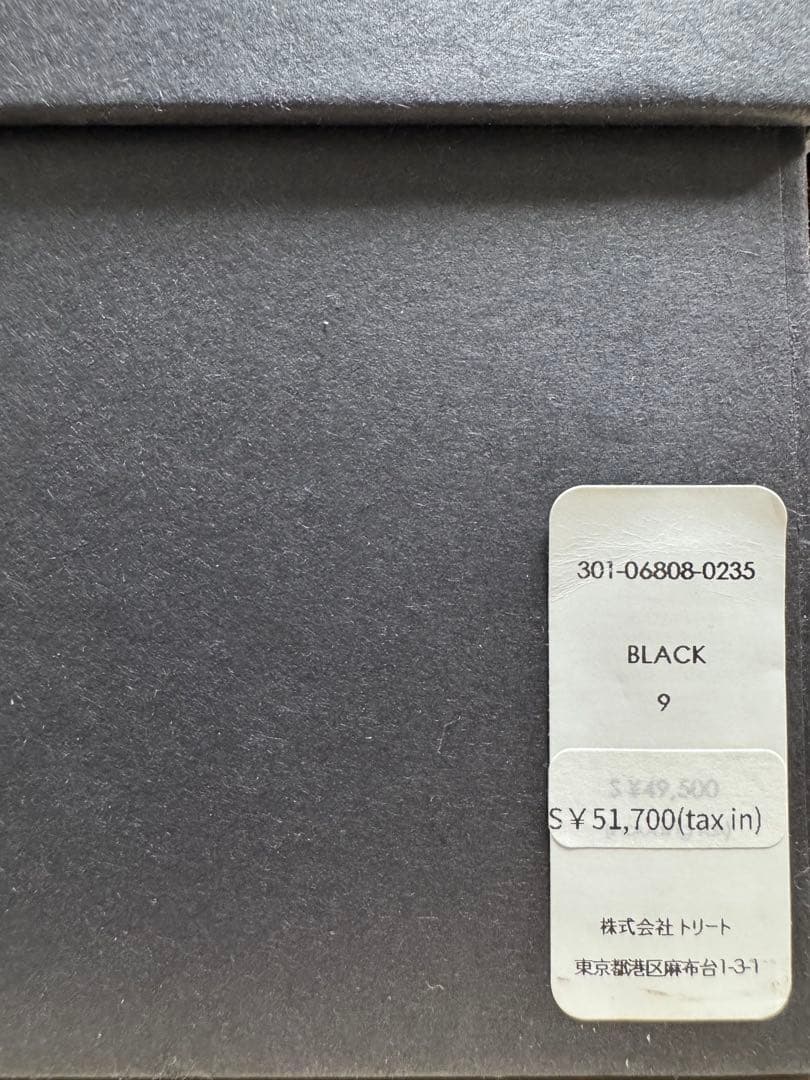 301-06808-0235
BLACK
9
S¥49,500
S¥51,700(tax in)
株式会社トリート
東京都港区麻布台1-3-1